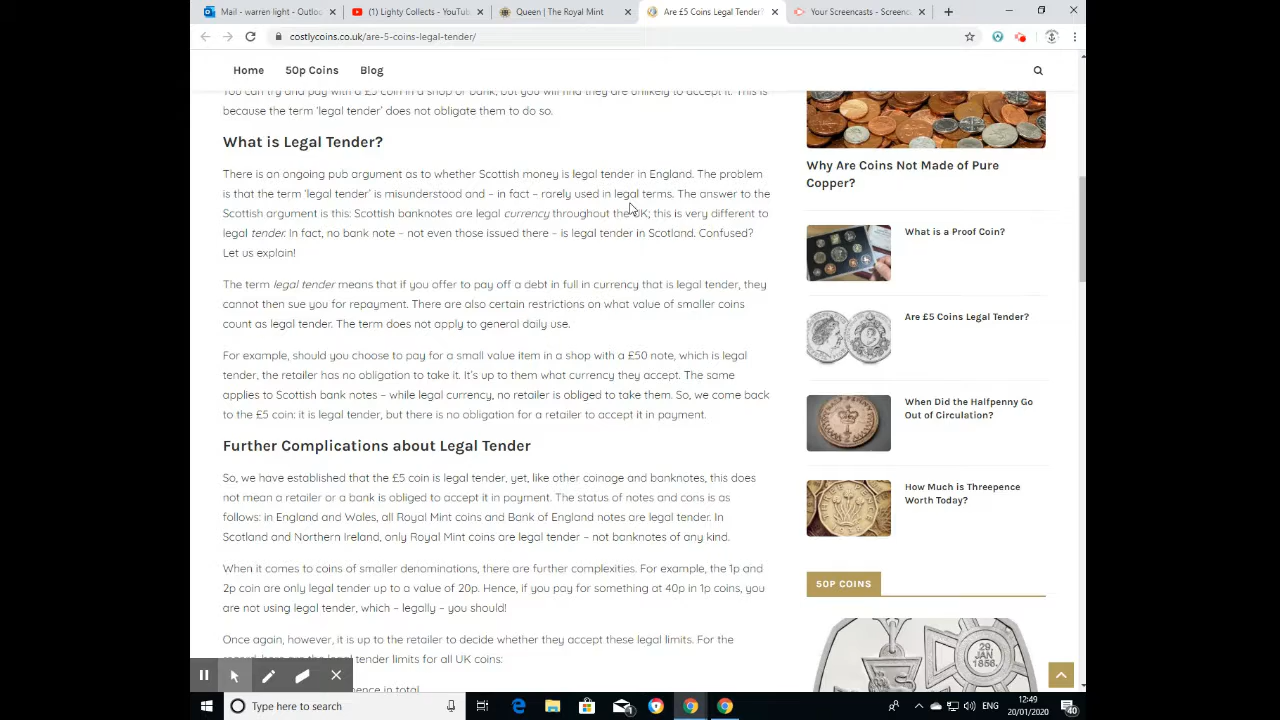 Mail - warren light - Outloo
(1) Lighty Collects - YouTub
Queen | The Royal Mint
Are £5 Coins Legal Tender?
Your Screencasts - Screenc
costlycoins.co.uk/are-5-coins-legal-tender/
Home
50p Coins
Blog
You can try and pay with a £5 coin in a shop or bank, but you will find they are unlikely to accept it. This is
because the term 'legal tender' does not obligate them to do so.
What is Legal Tender?
There is an ongoing pub argument as to whether Scottish money is legal tender in England. The problem
is that the term 'legal tender' is misunderstood and – in fact – rarely used in legal terms. The answer to the
Scottish argument is this: Scottish banknotes are legal currency throughout the UK; this is very different to
legal tender. In fact, no bank note – not even those issued there – is legal tender in Scotland. Confused?
Let us explain!
The term legal tender means that if you offer to pay off a debt in full in currency that is legal tender, they
cannot then sue you for repayment. There are also certain restrictions on what value of smaller coins
count as legal tender. The term does not apply to general daily use.
For example, should you choose to pay for a small value item in a shop with a £50 note, which is legal
tender, the retailer has no obligation to take it. It's up to them what currency they accept. The same
applies to Scottish bank notes – while legal currency, no retailer is obliged to take them. So, we come back
to the £5 coin: it is legal tender, but there is no obligation for a retailer to accept it in payment.
Further Complications about Legal Tender
So, we have established that the £5 coin is legal tender, yet, like other coinage and banknotes, this does
not mean a retailer or a bank is obliged to accept it in payment. The status of notes and cons is as
follows: in England and Wales, all Royal Mint coins and Bank of England notes are legal tender. In
Scotland and Northern Ireland, only Royal Mint coins are legal tender – not banknotes of any kind.
When it comes to coins of smaller denominations, there are further complexities. For example, the 1p and
2p coin are only legal tender up to a value of 20p. Hence, if you pay for something at 40p in 1p coins, you
are not using legal tender, which – legally – you should!
Once again, however, it is up to the retailer to decide whether they accept these legal limits. For the
tender limits for all UK coins:
in total
Why Are Coins Not Made of Pure
Copper?
What is a Proof Coin?
Are £5 Coins Legal Tender?
When Did the Halfpenny Go
Out of Circulation?
How Much is Threepence
Worth Today?
50P COINS
29.
JAN
1856.
Type here to search
ENG
12:49
20/01/2020
40